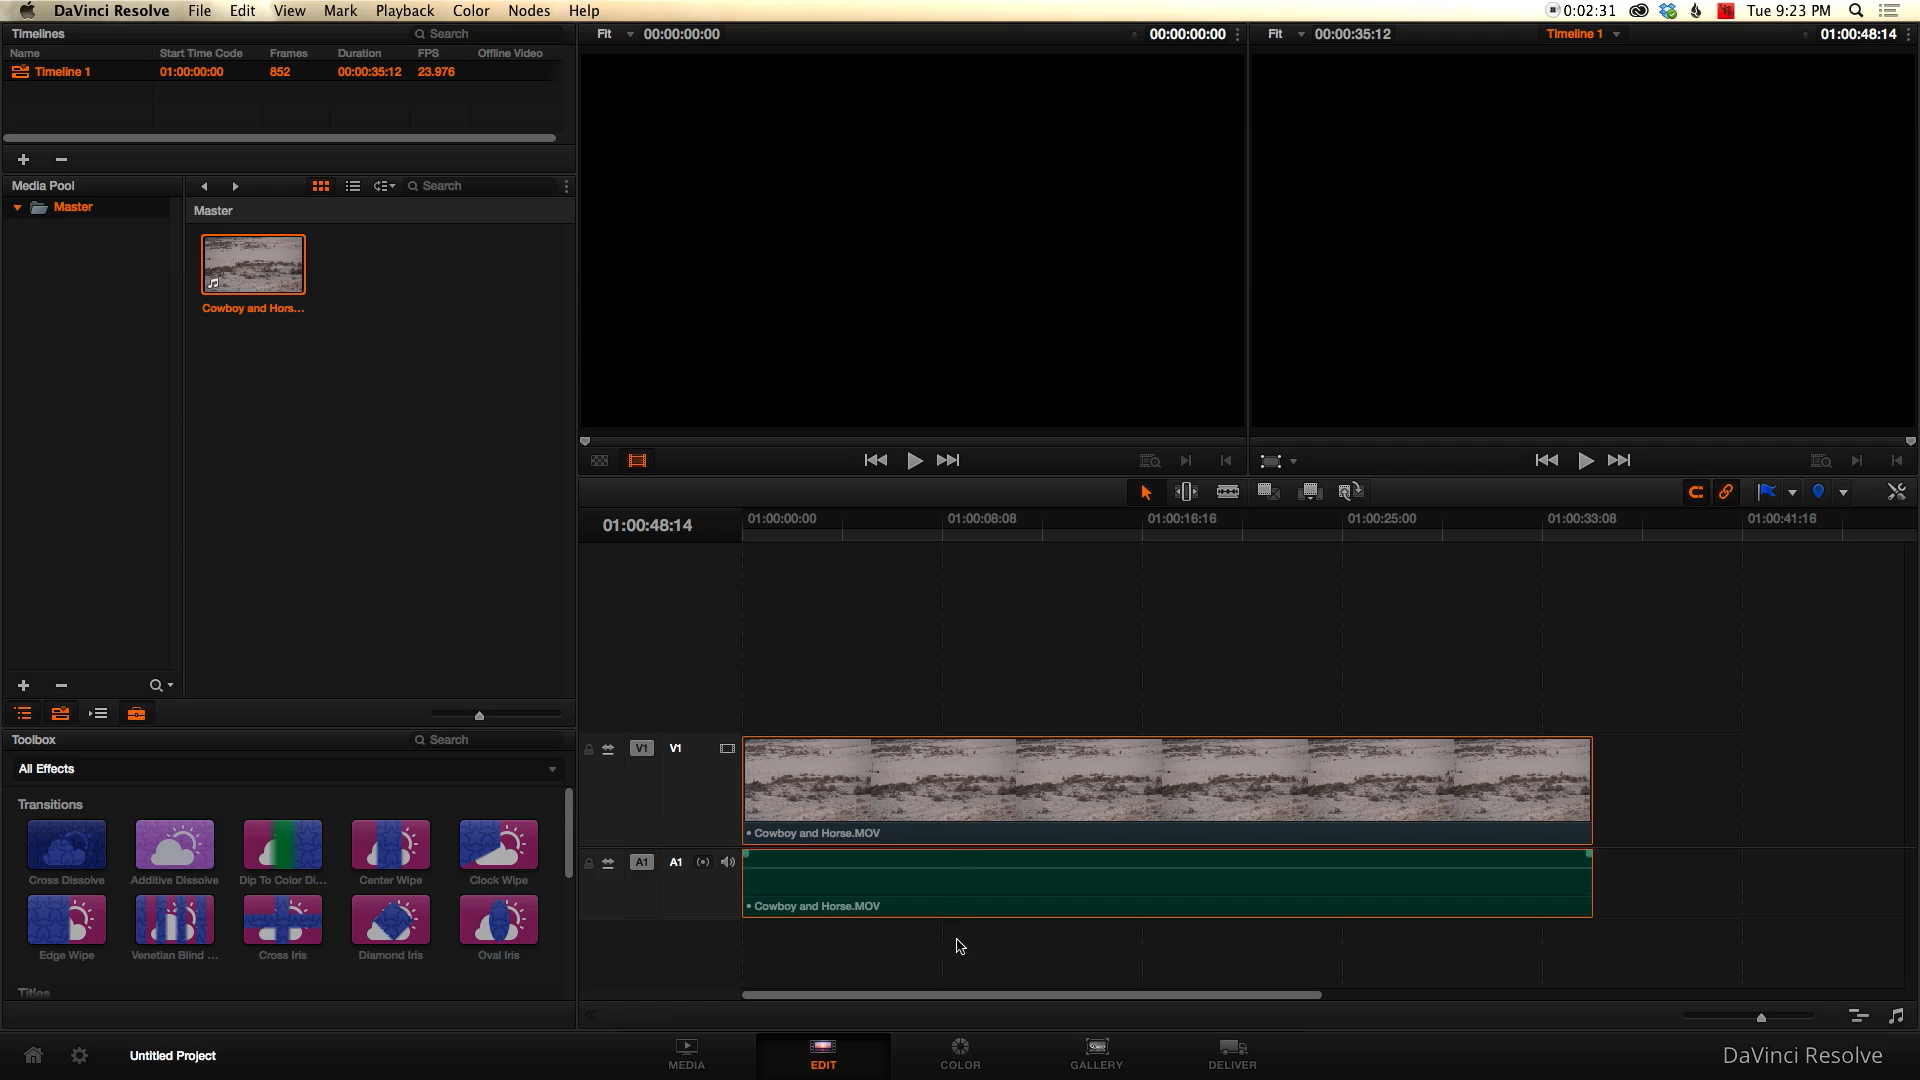 DaVinci Resolve File Edit View Mark Playback Color Nodes Help 0:02:31 Tue 9:23 PM
Timelines Search
Name Start Time Code Frames Duration FPS Offline Video
Timeline 1 01:00:00:00 852 00:00:35:12 23.976
Fit 00:00:00:00 00:00:00:00
Fit 00:00:35:12 Timeline 1 01:00:48:14
Media Pool Search
Master
Master
Cowboy and Hors...
01:00:48:14 01:00:00:00 01:00:08:08 01:00:16:16 01:00:25:00 01:00:33:08 01:00:41:16
V1 V1
Cowboy and Horse.MOV
A1 A1
Cowboy and Horse.MOV
Toolbox Search
All Effects
Transitions
Cross Dissolve Additive Dissolve Dip To Color Di... Center Wipe Clock Wipe
Edge Wipe Venetian Blind ... Cross Iris Diamond Iris Oval Iris
Titles
Untitled Project
MEDIA EDIT COLOR GALLERY DELIVER
DaVinci Resolve